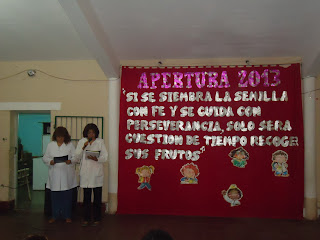 APERTURA 2013
"SI SE SIEMBRA LA SEMILLA
CON FE Y SE CUIDA CON
PERSEVERANCIA, SOLO SERA
CUESTION DE TIEMPO RECOGER
SUS FRUTOS"